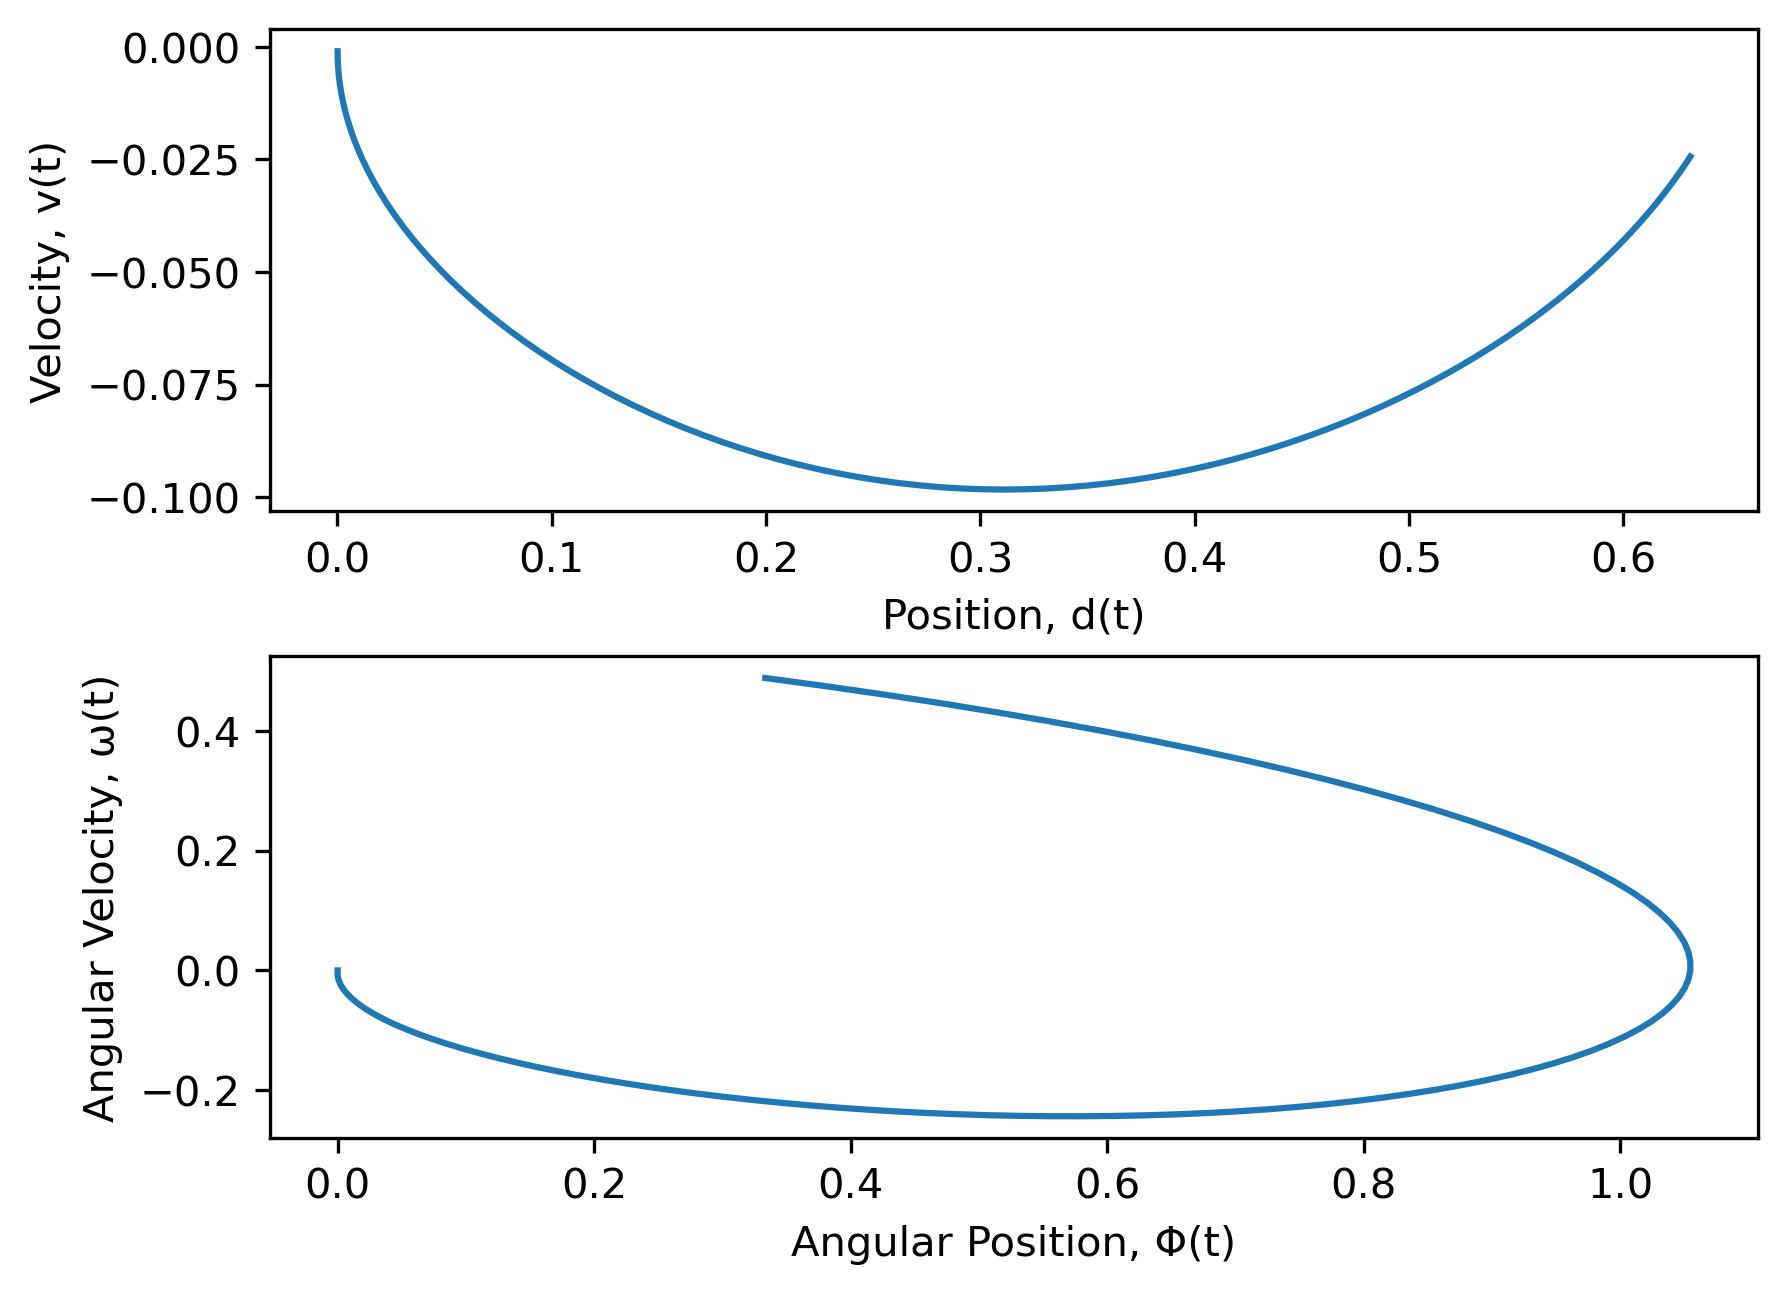 Velocity, v(t)
0.000
−0.025
−0.050
−0.075
−0.100
0.0 0.1 0.2 0.3 0.4 0.5 0.6
Position, d(t)
Angular Velocity, ω(t)
0.4
0.2
0.0
−0.2
0.0 0.2 0.4 0.6 0.8 1.0
Angular Position, Φ(t)